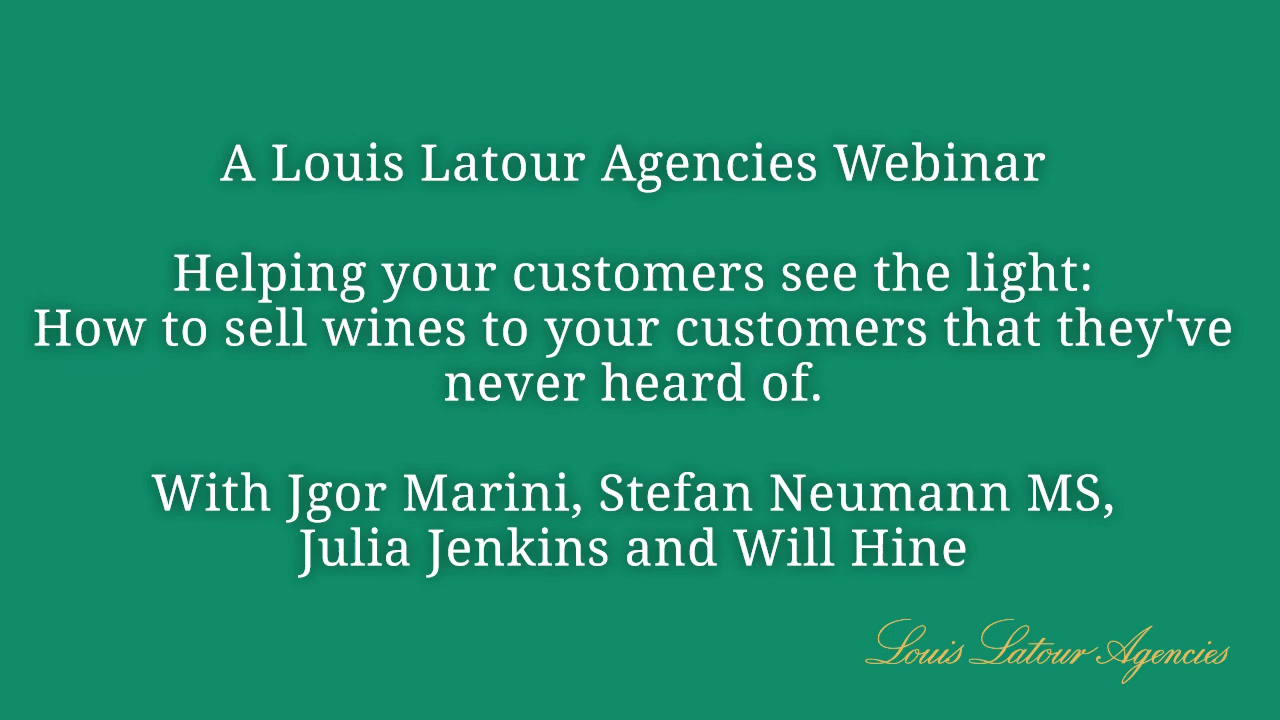 A Louis Latour Agencies Webinar
Helping your customers see the light:
How to sell wines to your customers that they've
never heard of.
With Jgor Marini, Stefan Neumann MS,
Julia Jenkins and Will Hine
Louis Latour Agencies